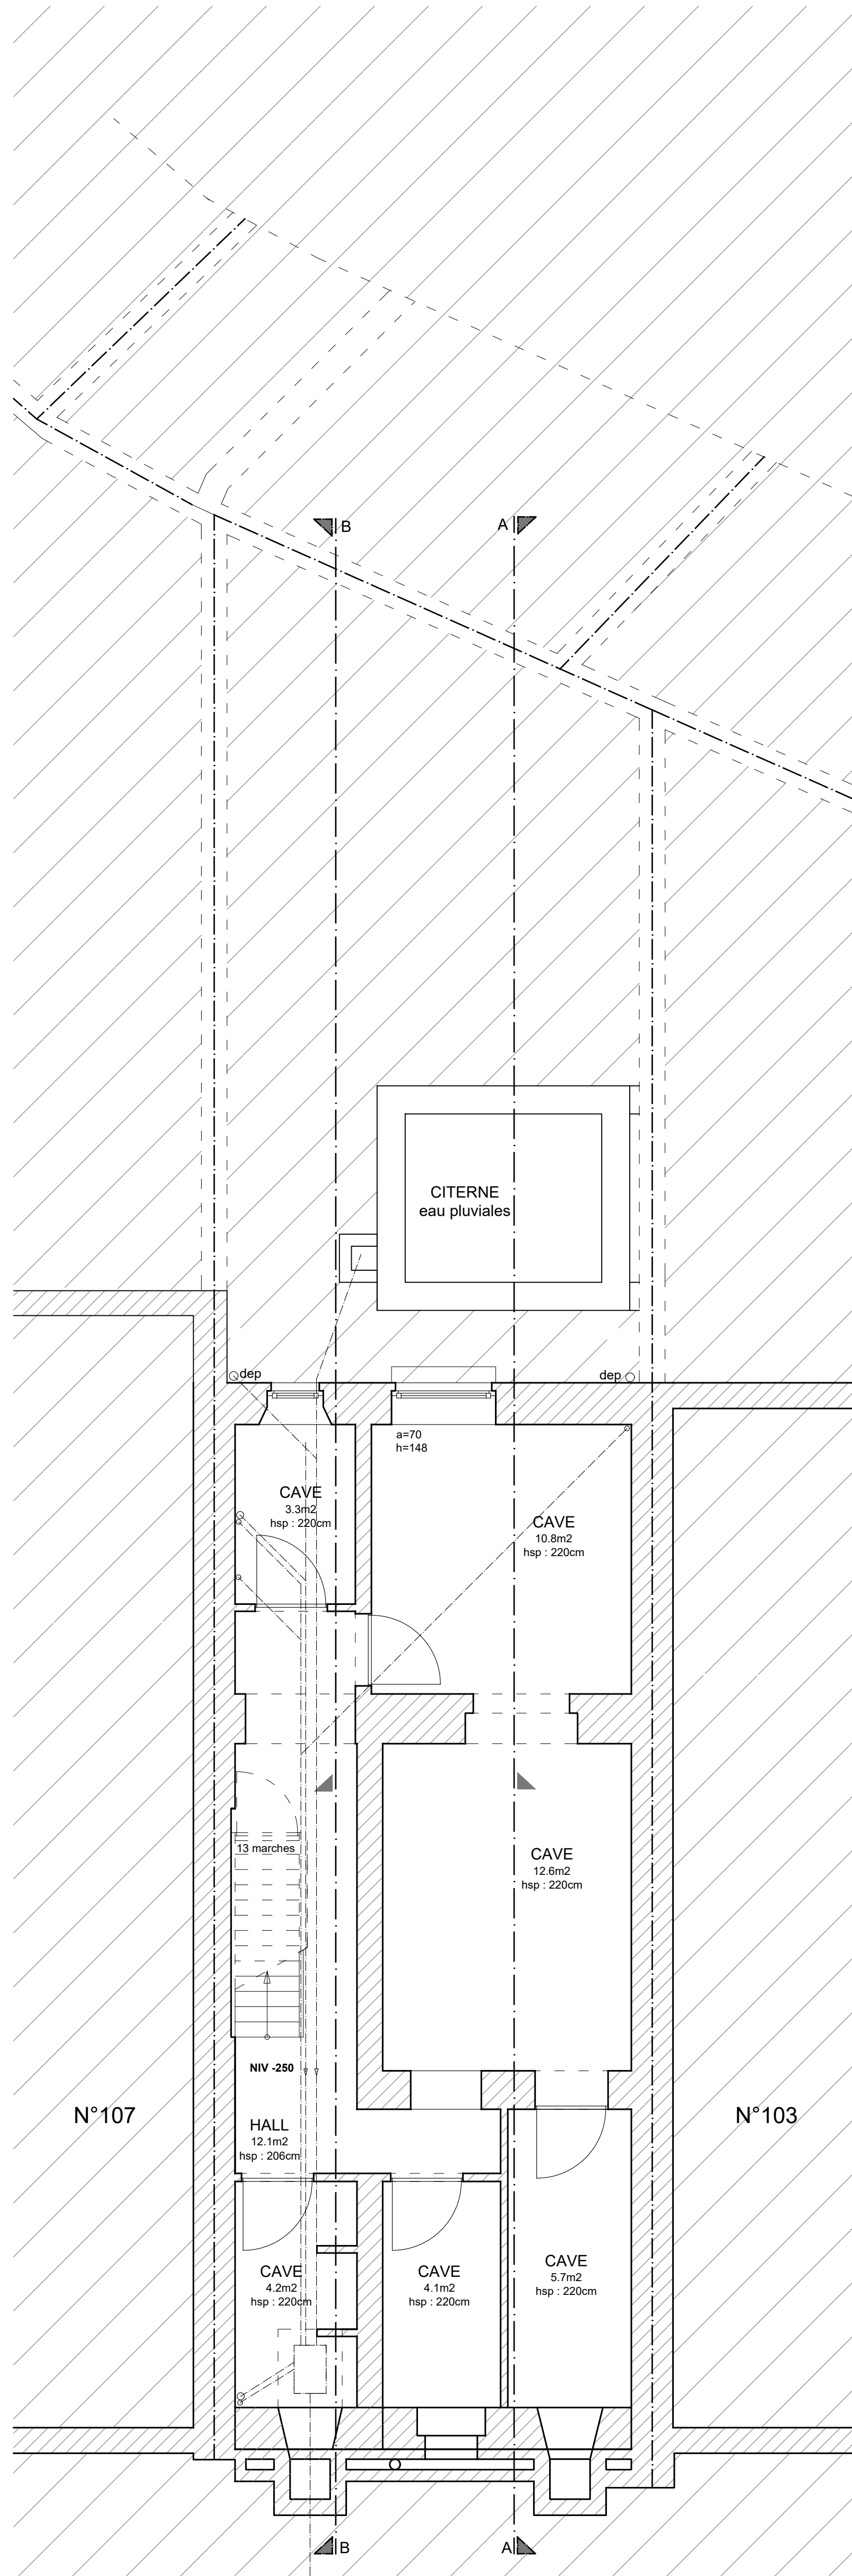 B
A
CITERNE
eau pluviales
dep
dep
a=70
h=148
CAVE
3.3m2
hsp : 220cm
CAVE
10.8m2
hsp : 220cm
13 marches
CAVE
12.6m2
hsp : 220cm
NIV -250
N°107
N°103
HALL
12.1m2
hsp : 206cm
CAVE
4.2m2
hsp : 220cm
CAVE
4.1m2
hsp : 220cm
CAVE
5.7m2
hsp : 220cm
B
A